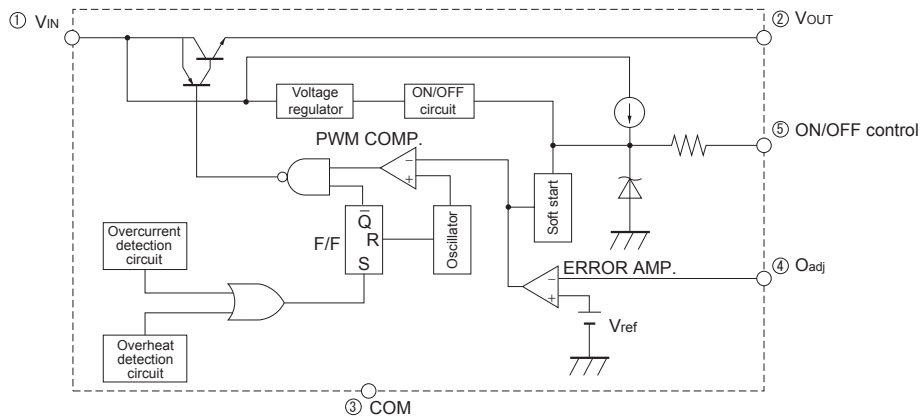 ① VIN
② VOUT
Voltage
regulator
ON/OFF
circuit
⑤ ON/OFF control
PWM COMP.
−
+
Soft start
Q̅
R
S
F/F
Oscillator
Overcurrent
detection
circuit
ERROR AMP.
−
+
④ Oadj
Vref
Overheat
detection
circuit
③ COM